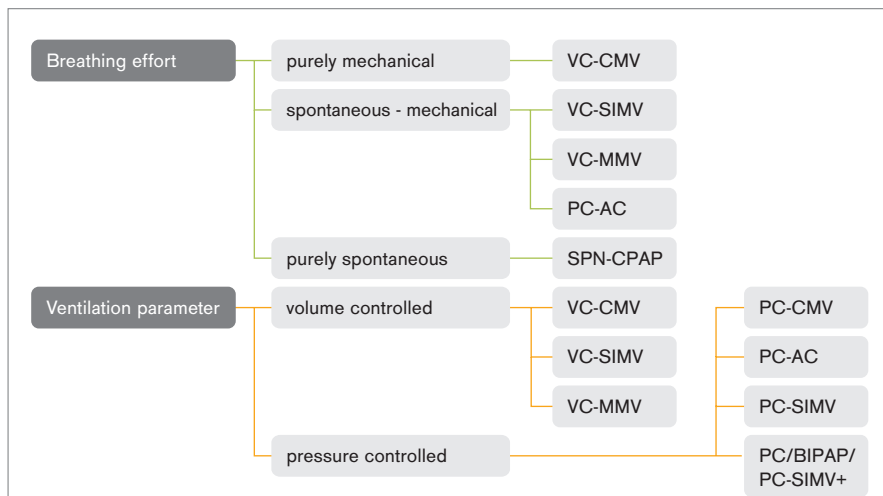 Breathing effort
purely mechanical
VC-CMV
spontaneous - mechanical
VC-SIMV
VC-MMV
PC-AC
purely spontaneous
SPN-CPAP
Ventilation parameter
volume controlled
VC-CMV
PC-CMV
VC-SIMV
PC-AC
VC-MMV
PC-SIMV
pressure controlled
PC/BIPAP/
PC-SIMV+